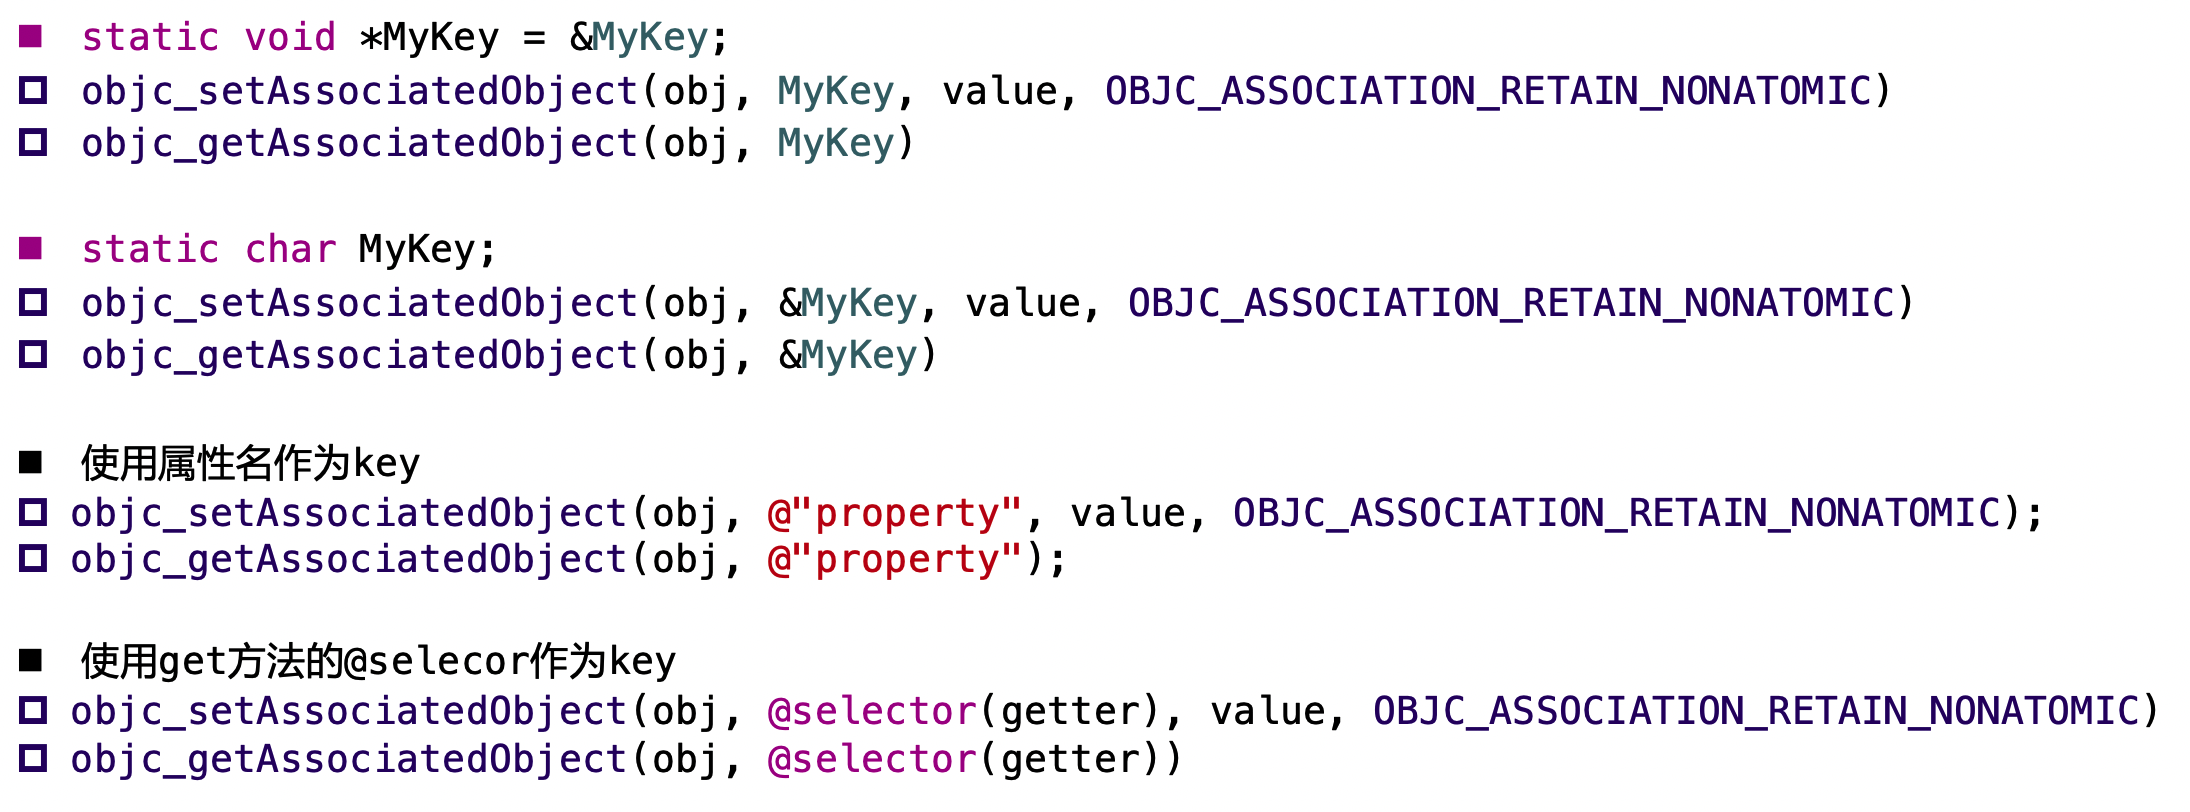 ■ static void *MyKey = &MyKey;
□ objc_setAssociatedObject(obj, MyKey, value, OBJC_ASSOCIATION_RETAIN_NONATOMIC)
□ objc_getAssociatedObject(obj, MyKey)
■ static char MyKey;
□ objc_setAssociatedObject(obj, &MyKey, value, OBJC_ASSOCIATION_RETAIN_NONATOMIC)
□ objc_getAssociatedObject(obj, &MyKey)
■ 使用属性名作为key
□ objc_setAssociatedObject(obj, @"property", value, OBJC_ASSOCIATION_RETAIN_NONATOMIC);
□ objc_getAssociatedObject(obj, @"property");
■ 使用get方法的@selecor作为key
□ objc_setAssociatedObject(obj, @selector(getter), value, OBJC_ASSOCIATION_RETAIN_NONATOMIC)
□ objc_getAssociatedObject(obj, @selector(getter))